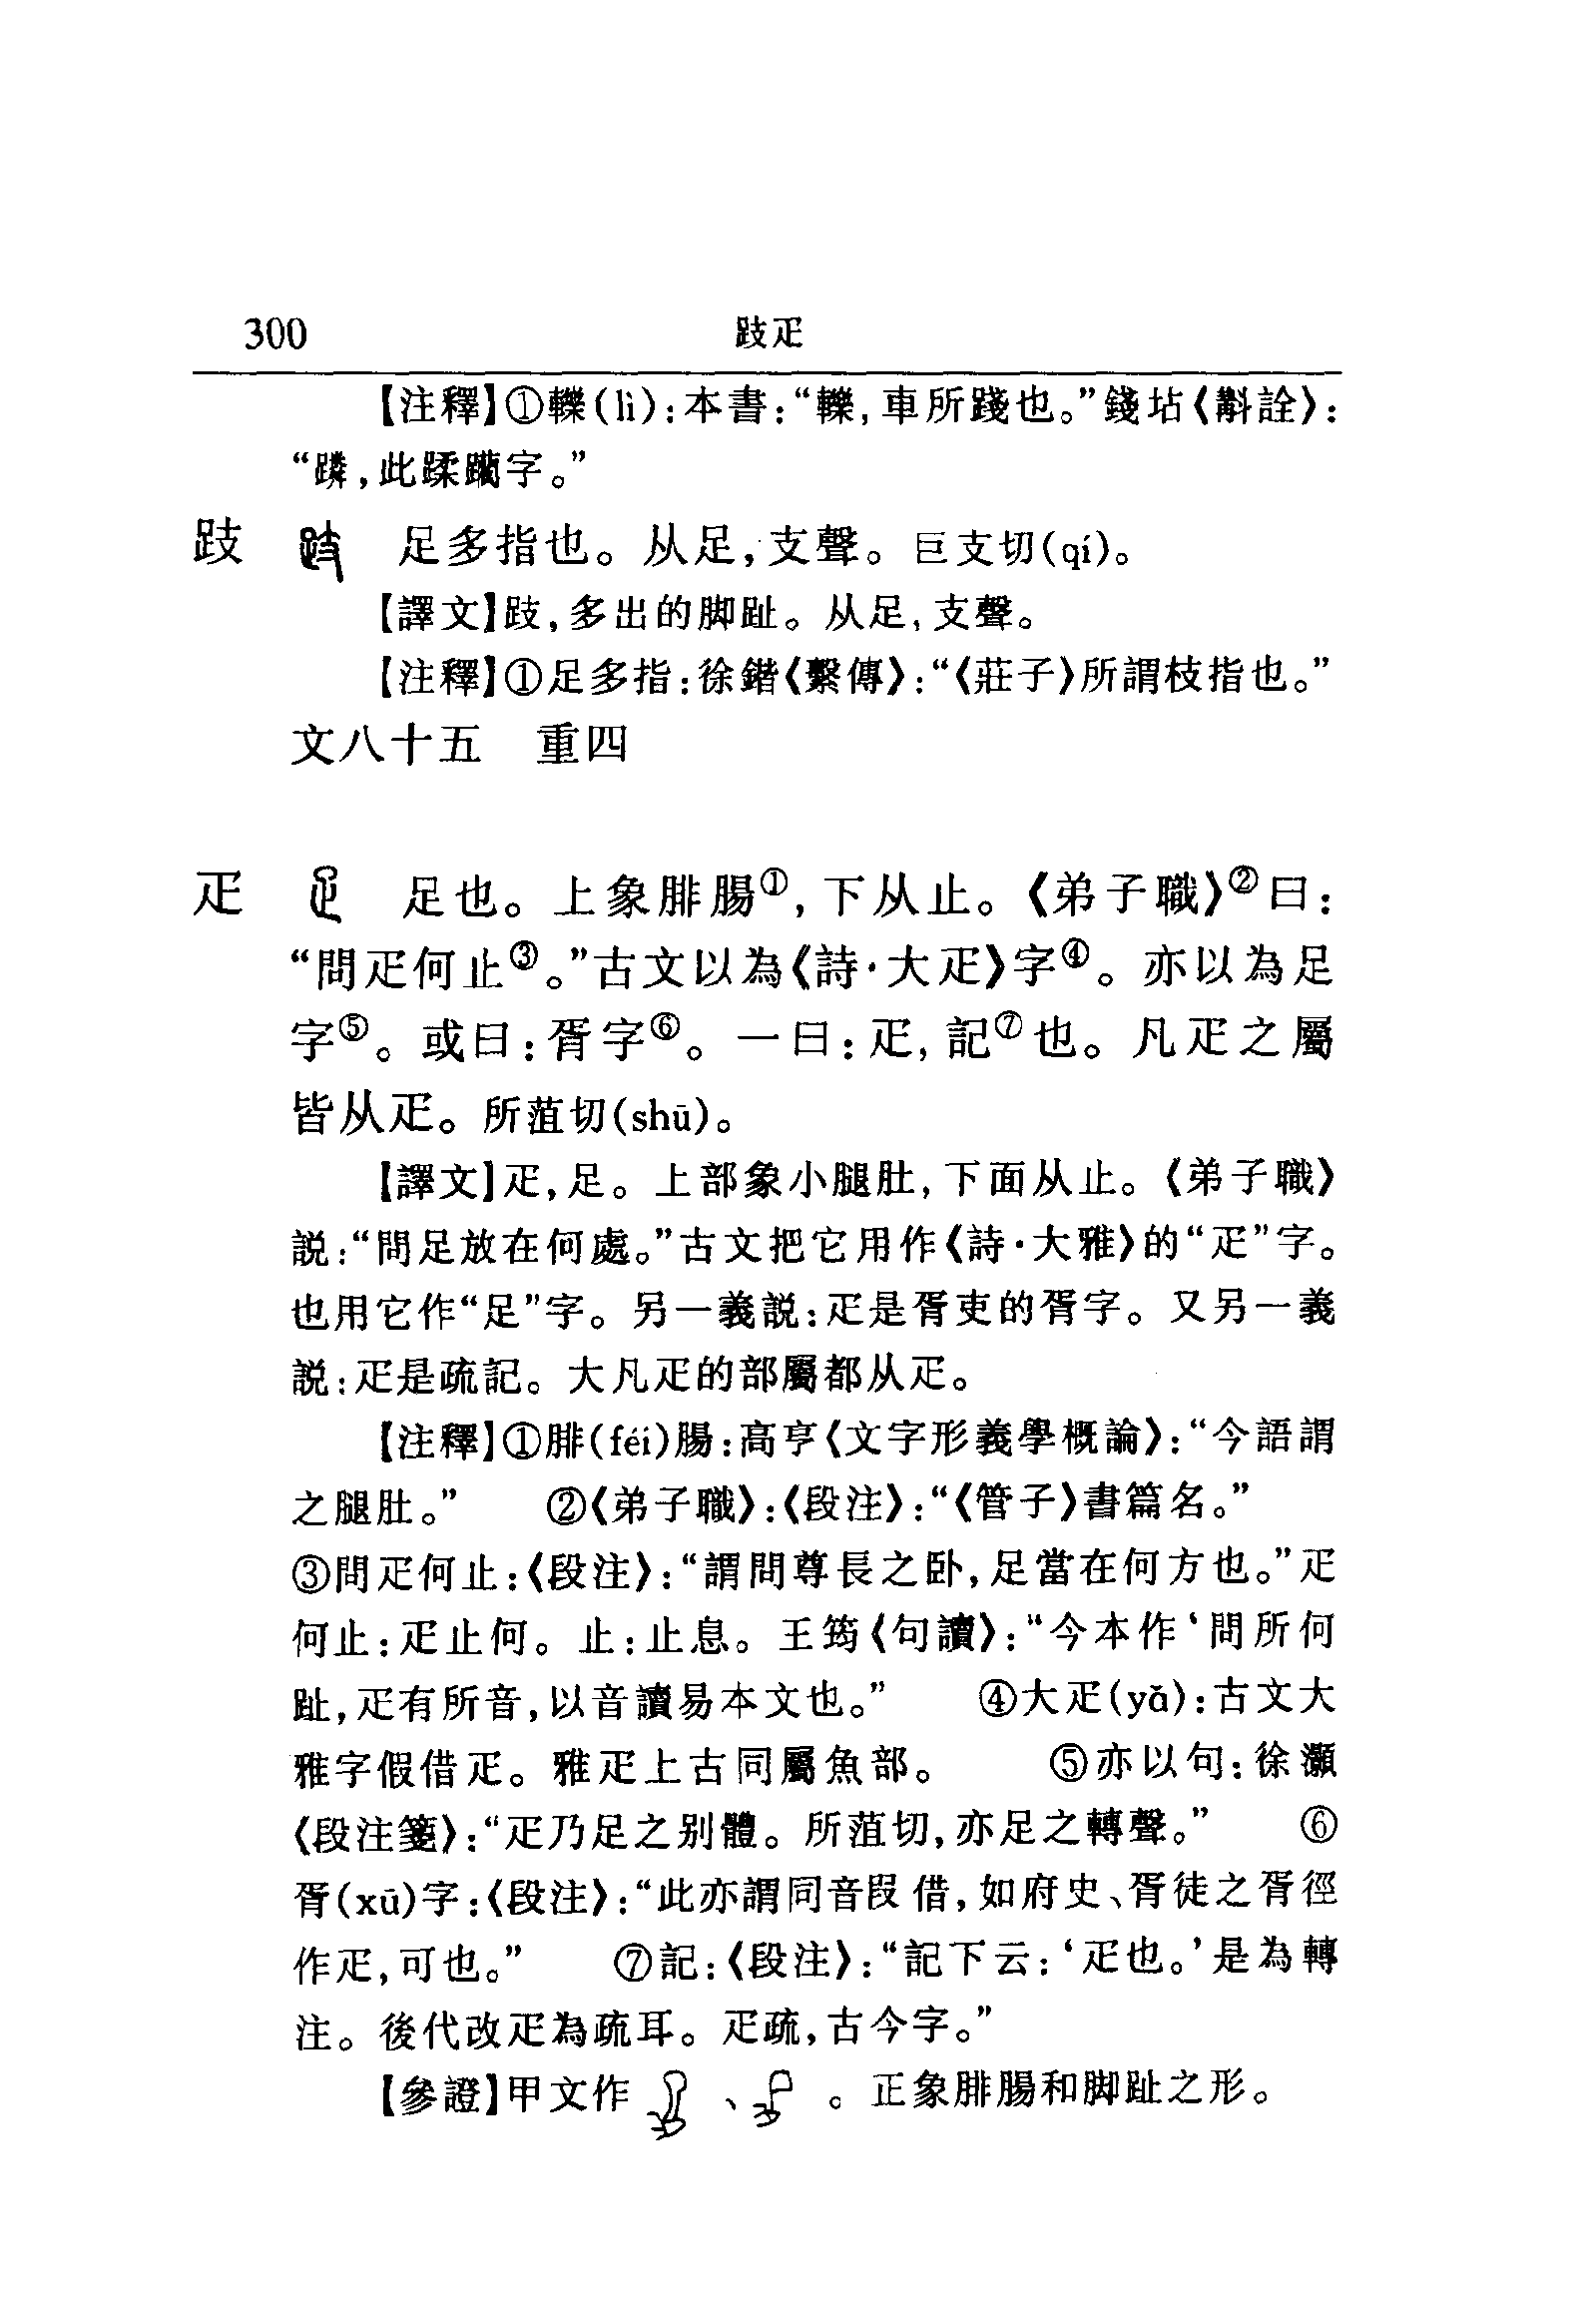 300 跂疋
【注釋】①轢(lì):本書:“轢,車所踐也。”錢坫《斠詮》:
“蹸,此蹂躪字。”
跂 足多指也。从足,支聲。巨支切(qí)。
【譯文】跂,多出的脚趾。从足,支聲。
【注釋】①足多指:徐鍇《繫傳》:“《莊子》所謂枝指也。”
文八十五 重四
疋 足也。上象腓腸①,下从止。《弟子職》②曰:
“問疋何止③。”古文以為《詩·大疋》字④。亦以為足
字⑤。或曰:胥字⑥。一曰:疋,記⑦也。凡疋之屬
皆从疋。所菹切(shū)。
【譯文】疋,足。上部象小腿肚,下面从止。《弟子職》
説:“問足放在何處。”古文把它用作《詩·大雅》的“疋”字。
也用它作“足”字。另一義説:疋是胥吏的胥字。又另一義
説:疋是疏記。大凡疋的部屬都从疋。
【注釋】①腓(féi)腸:高亨《文字形義學概論》:“今語謂
之腿肚。” ②《弟子職》:《段注》:“《管子》書篇名。”
③問疋何止:《段注》:“謂問尊長之卧,足當在何方也。”疋
何止:疋止何。止:止息。王筠《句讀》:“今本作‘問所何
趾,疋有所音,以音讀易本文也。” ④大疋(yǎ):古文大
雅字假借疋。雅疋上古同屬魚部。 ⑤亦以句:徐灝
《段注箋》:“疋乃足之别體。所菹切,亦足之轉聲。” ⑥
胥(xū)字:《段注》:“此亦謂同音叚借,如府史、胥徒之胥徑
作疋,可也。” ⑦記:《段注》:“記下云:‘疋也。’是為轉
注。後代改疋為疏耳。疋疏,古今字。”
【參證】甲文作 、 。正象腓腸和脚趾之形。